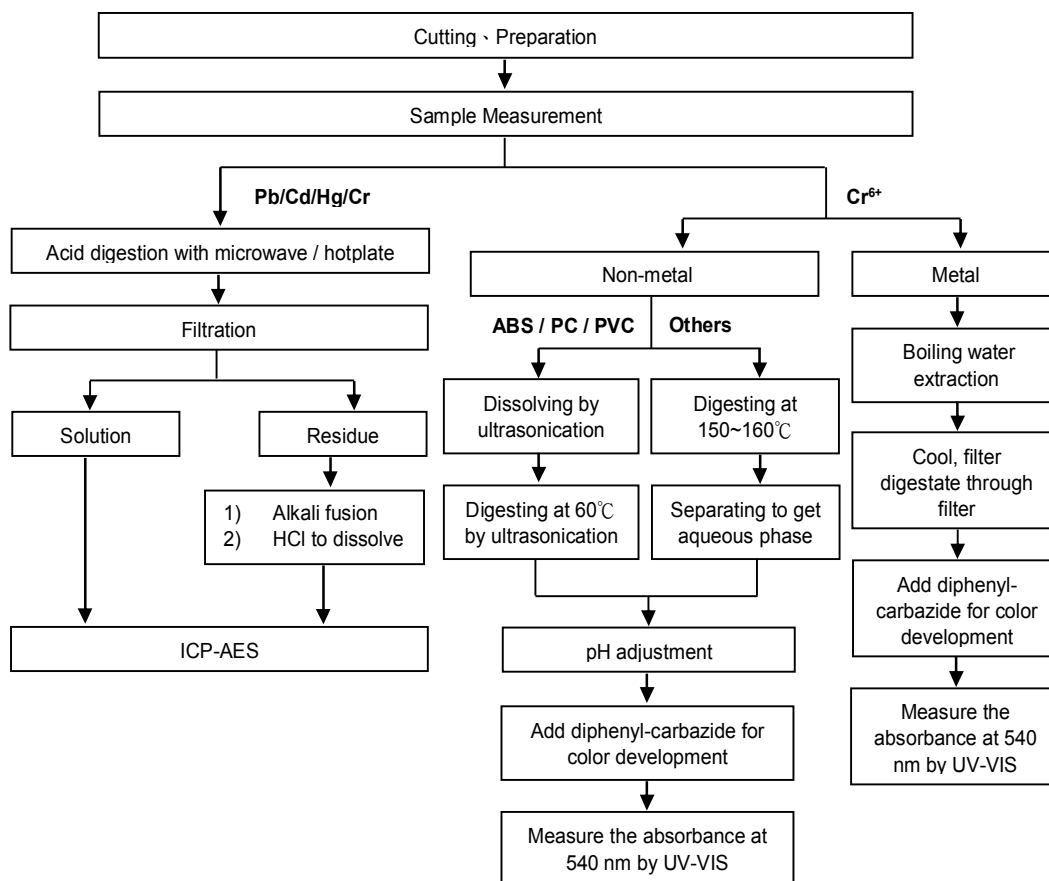 Cutting、Preparation
Sample Measurement
Pb/Cd/Hg/Cr
Cr⁶⁺
Acid digestion with microwave / hotplate
Non-metal
Metal
Filtration
ABS / PC / PVC
Others
Boiling water
extraction
Solution
Residue
Dissolving by
ultrasonication
Digesting at
150~160℃
Cool, filter
digestate through
filter
1) Alkali fusion
2) HCl to dissolve
Digesting at 60℃
by ultrasonication
Separating to get
aqueous phase
Add diphenyl-
carbazide for color
development
ICP-AES
pH adjustment
Measure the
absorbance at 540
nm by UV-VIS
Add diphenyl-carbazide for
color development
Measure the absorbance at
540 nm by UV-VIS